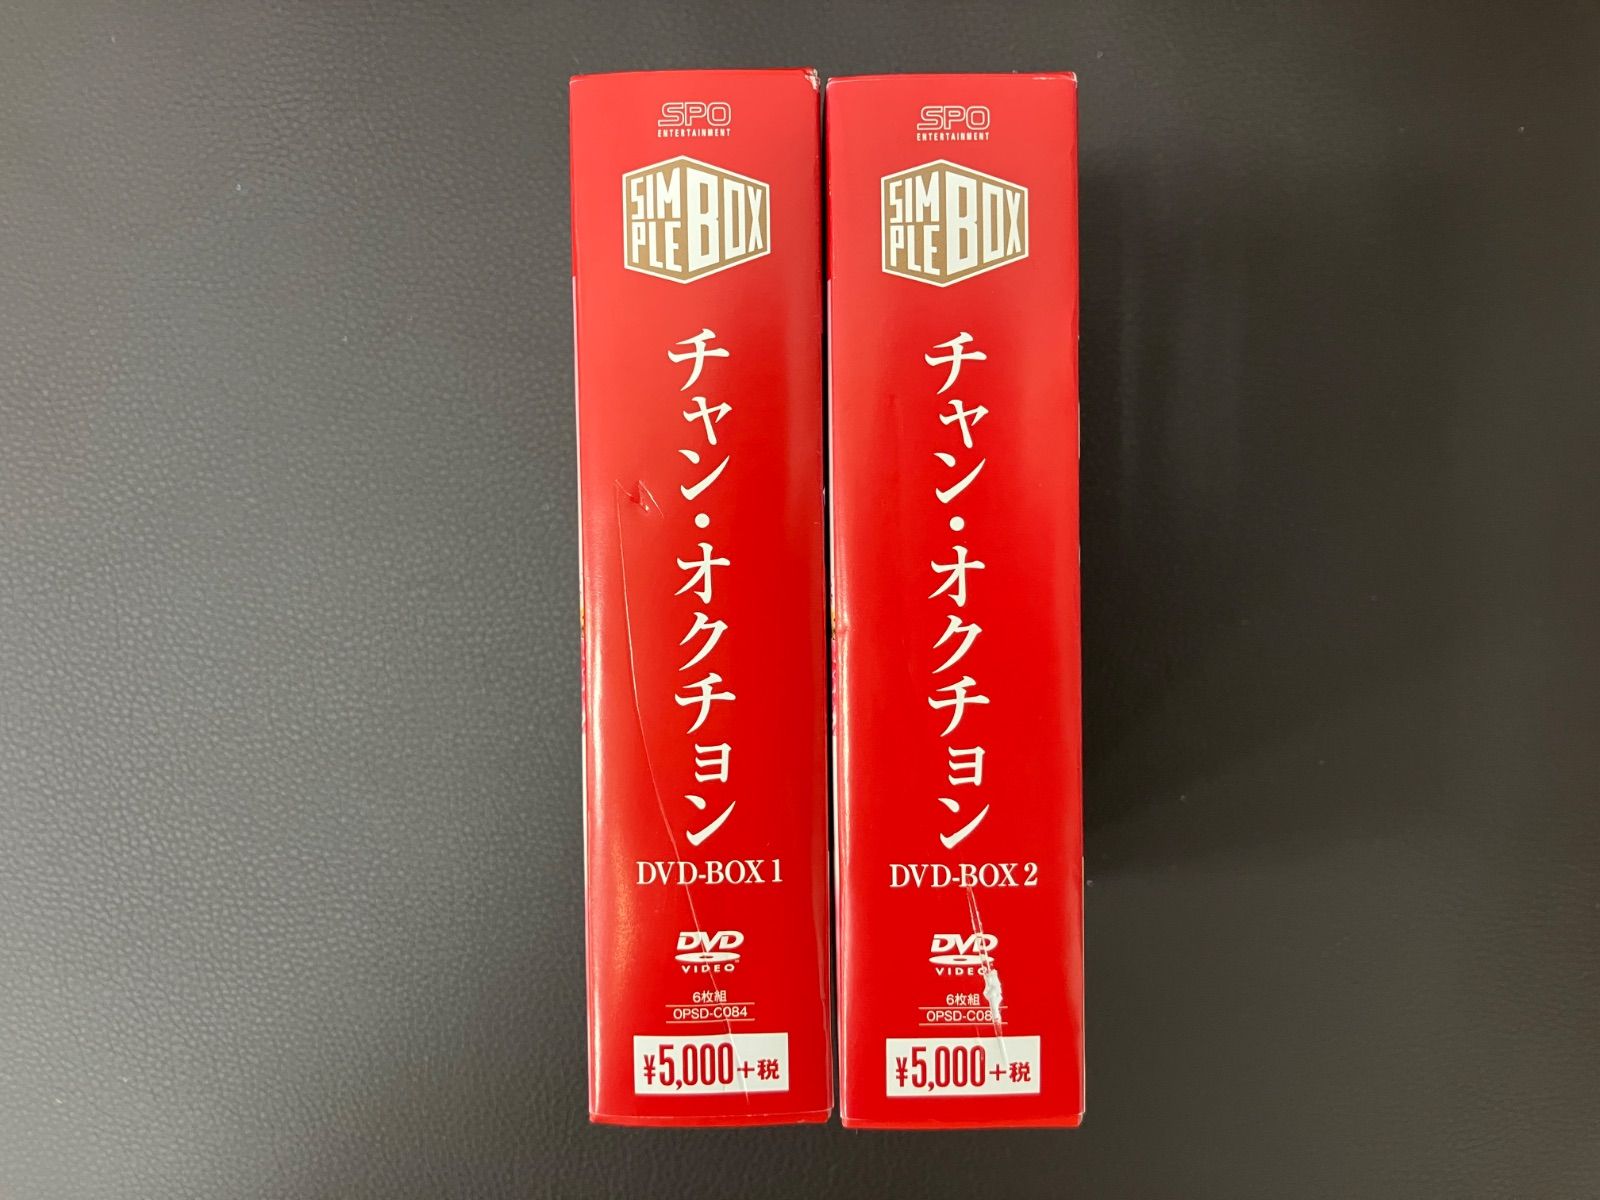 SPO
ENTERTAINMENT
SIM
PLE
BOX
チャン・オクチョン
DVD-BOX 1
DVD
VIDEO
6枚組
OPSD-C084
¥5,000+税
SPO
ENTERTAINMENT
SIM
PLE
BOX
チャン・オクチョン
DVD-BOX 2
DVD
VIDEO
6枚組
¥5,000+税